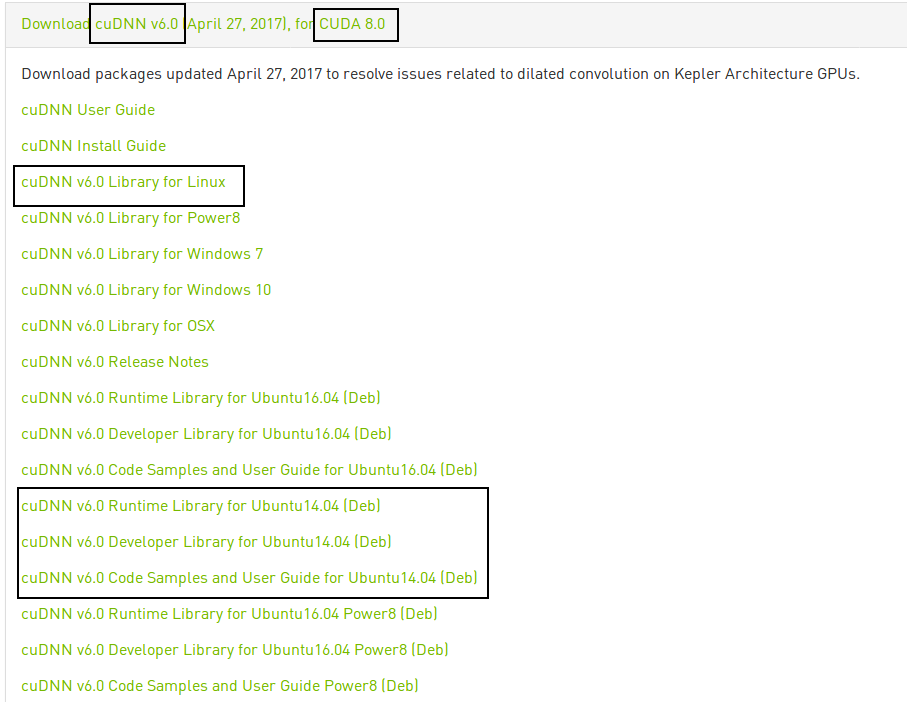 Download cuDNN v6.0 (April 27, 2017), for CUDA 8.0
Download packages updated April 27, 2017 to resolve issues related to dilated convolution on Kepler Architecture GPUs.
cuDNN User Guide
cuDNN Install Guide
cuDNN v6.0 Library for Linux
cuDNN v6.0 Library for Power8
cuDNN v6.0 Library for Windows 7
cuDNN v6.0 Library for Windows 10
cuDNN v6.0 Library for OSX
cuDNN v6.0 Release Notes
cuDNN v6.0 Runtime Library for Ubuntu16.04 (Deb)
cuDNN v6.0 Developer Library for Ubuntu16.04 (Deb)
cuDNN v6.0 Code Samples and User Guide for Ubuntu16.04 (Deb)
cuDNN v6.0 Runtime Library for Ubuntu14.04 (Deb)
cuDNN v6.0 Developer Library for Ubuntu14.04 (Deb)
cuDNN v6.0 Code Samples and User Guide for Ubuntu14.04 (Deb)
cuDNN v6.0 Runtime Library for Ubuntu16.04 Power8 (Deb)
cuDNN v6.0 Developer Library for Ubuntu16.04 Power8 (Deb)
cuDNN v6.0 Code Samples and User Guide Power8 (Deb)